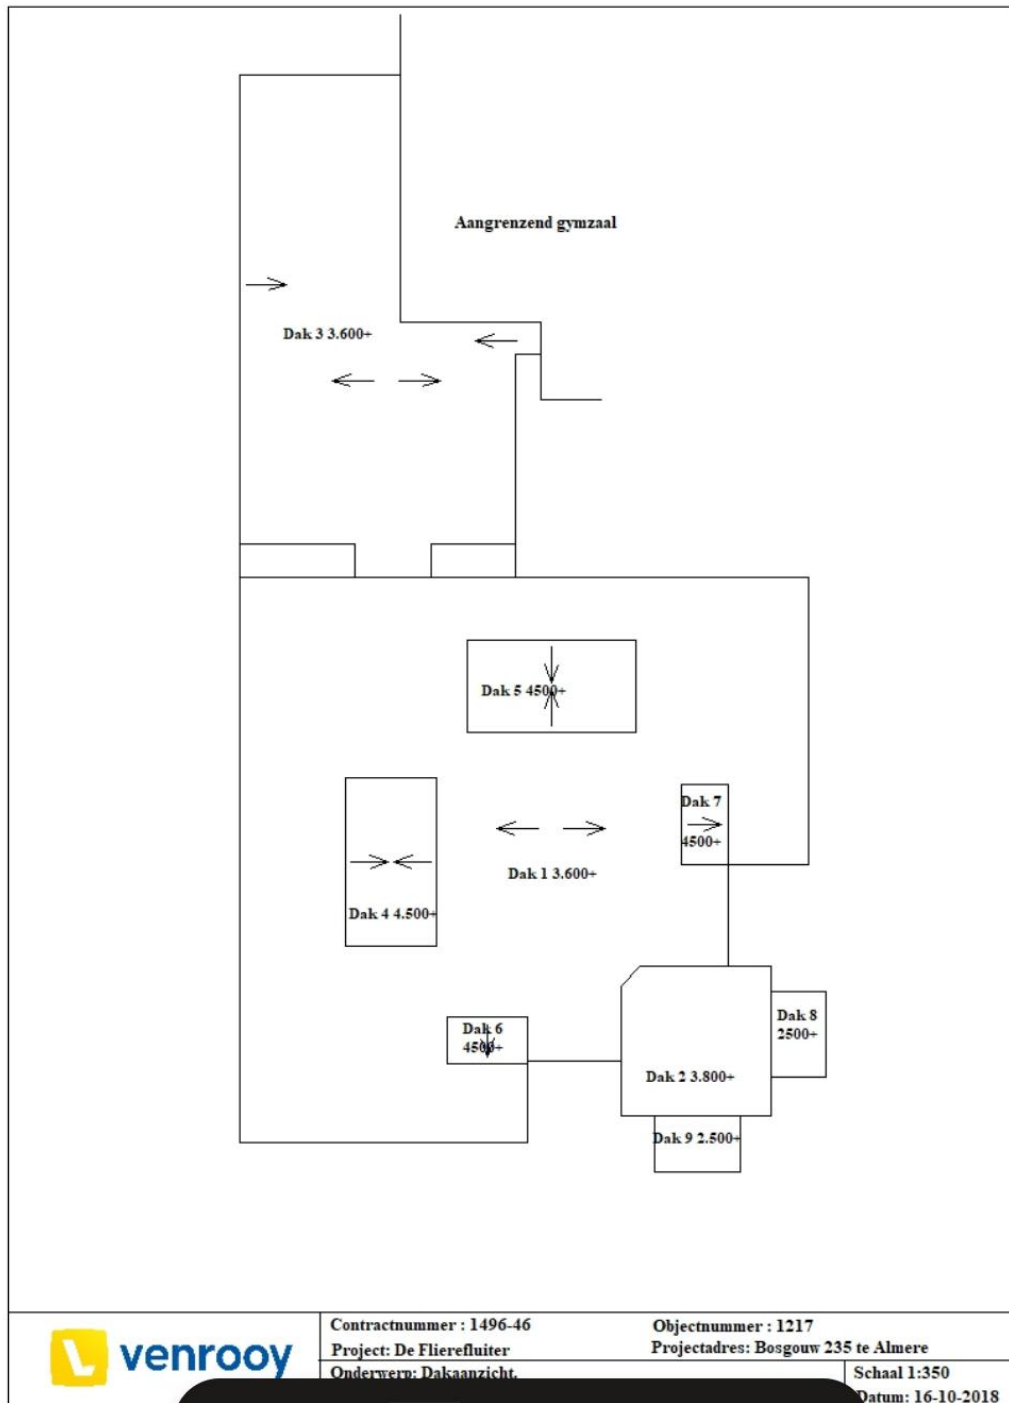 Aangrenzend gymzaal
Dak 3 3.600+
Dak 5 4500+
Dak 7
4500+
Dak 1 3.600+
Dak 4 4.500+
Dak 6
4500+
Dak 8
2500+
Dak 2 3.800+
Dak 9 2.500+
venrooy
Contractnummer : 1496-46
Objectnummer : 1217
Project: De Flierefluiter
Projectadres: Bosgouw 235 te Almere
Onderwerp: Dakaanzicht.
Schaal 1:350
Datum: 16-10-2018